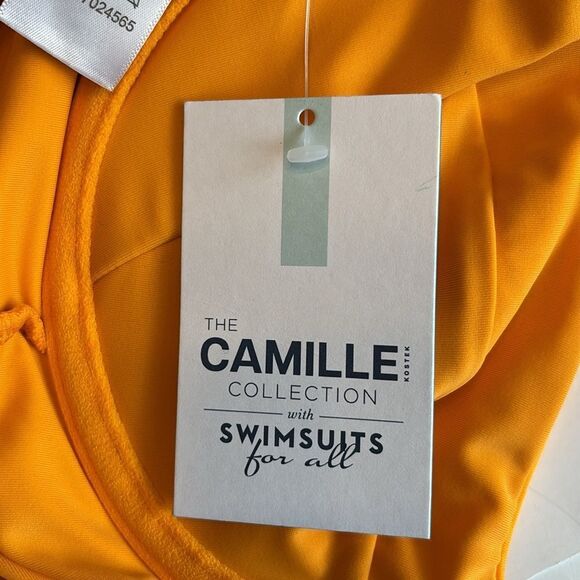 7024565
THE
CAMILLE
KOSTEK
COLLECTION
with
SWIMSUITS
for all